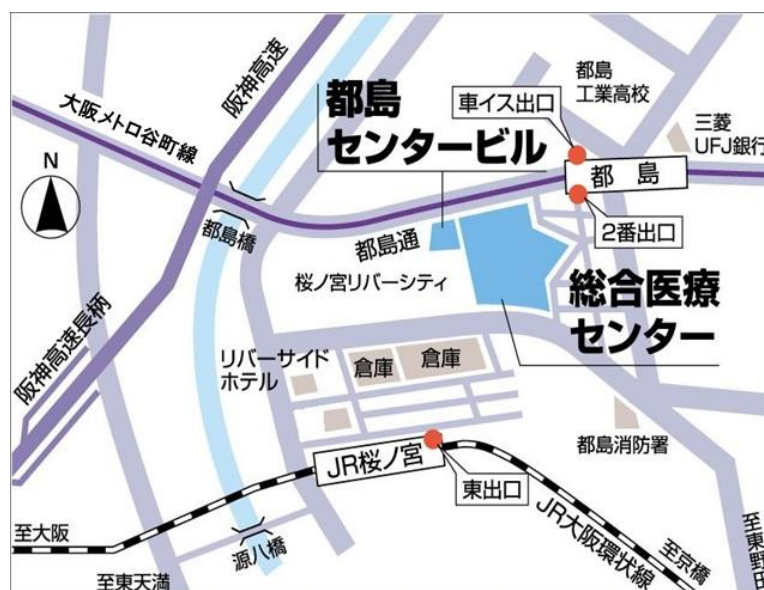 阪神高速
大阪メトロ谷町線
N
都島
センタービル
車イス出口
都島
工業高校
三菱
UFJ銀行
都島
2番出口
都島橋
都島通
桜ノ宮リバーシティ
総合医療
センター
阪神高速長柄
リバーサイド
ホテル
倉庫
倉庫
都島消防署
JR桜ノ宮
東出口
JR大阪環状線
至大阪
源八橋
至東天満
至京橋
至東野田